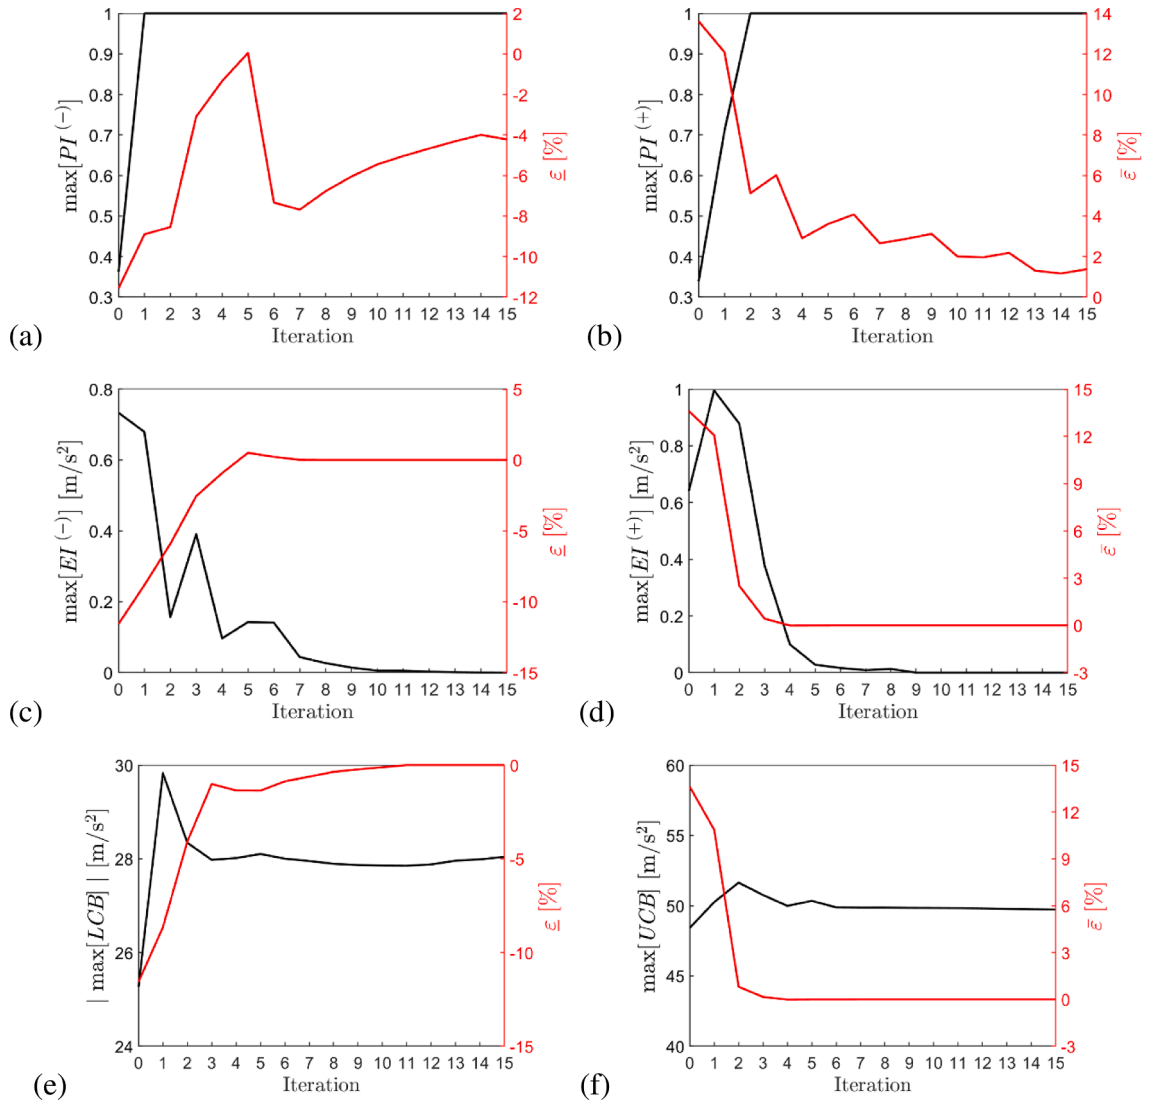 1
0.9
0.8
0.7
0.6
0.5
0.4
0.3
max[PI (−)]
2
0
-2
-4
-6
-8
-10
-12
ε [%]
0 1 2 3 4 5 6 7 8 9 10 11 12 13 14 15
Iteration
(a)
1
0.9
0.8
0.7
0.6
0.5
0.4
0.3
max[PI (+)]
14
12
10
8
6
4
2
0
ε̄ [%]
0 1 2 3 4 5 6 7 8 9 10 11 12 13 14 15
Iteration
(b)
0.8
0.6
0.4
0.2
0
max[EI (−)] [m/s²]
5
0
-5
-10
-15
ε [%]
0 1 2 3 4 5 6 7 8 9 10 11 12 13 14 15
Iteration
(c)
1
0.8
0.6
0.4
0.2
0
max[EI (+)] [m/s²]
15
12
9
6
3
0
-3
ε̄ [%]
0 1 2 3 4 5 6 7 8 9 10 11 12 13 14 15
Iteration
(d)
30
28
26
24
| max[LCB] | [m/s²]
0
-5
-10
-15
ε [%]
0 1 2 3 4 5 6 7 8 9 10 11 12 13 14 15
Iteration
(e)
60
55
50
45
40
max[UCB] [m/s²]
15
12
9
6
3
0
-3
ε̄ [%]
0 1 2 3 4 5 6 7 8 9 10 11 12 13 14 15
Iteration
(f)